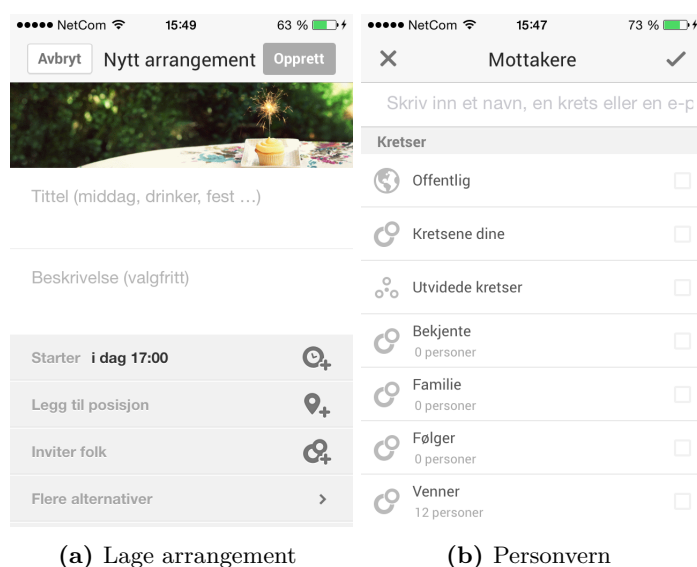 NetCom 15:49 63 %
Avbryt Nytt arrangement Opprett
Tittel (middag, drinker, fest …)
Beskrivelse (valgfritt)
Starter i dag 17:00
Legg til posisjon
Inviter folk
Flere alternativer
(a) Lage arrangement
NetCom 15:47 73 %
Mottakere
Skriv inn et navn, en krets eller en e-p
Kretser
Offentlig
Kretsene dine
Utvidede kretser
Bekjente
0 personer
Familie
0 personer
Følger
0 personer
Venner
12 personer
(b) Personvern